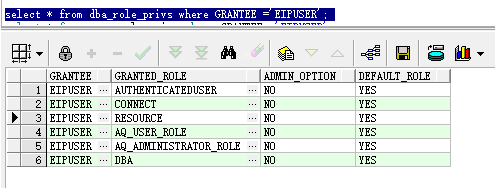 select * from dba_role_privs where GRANTEE ='EIPUSER';
GRANTEE GRANTED_ROLE ADMIN_OPTION DEFAULT_ROLE
1 EIPUSER ... AUTHENTICATEDUSER ... NO YES
2 EIPUSER ... CONNECT ... NO YES
3 EIPUSER ... RESOURCE ... NO YES
4 EIPUSER ... AQ_USER_ROLE ... NO YES
5 EIPUSER ... AQ_ADMINISTRATOR_ROLE ... NO YES
6 EIPUSER ... DBA ... NO YES